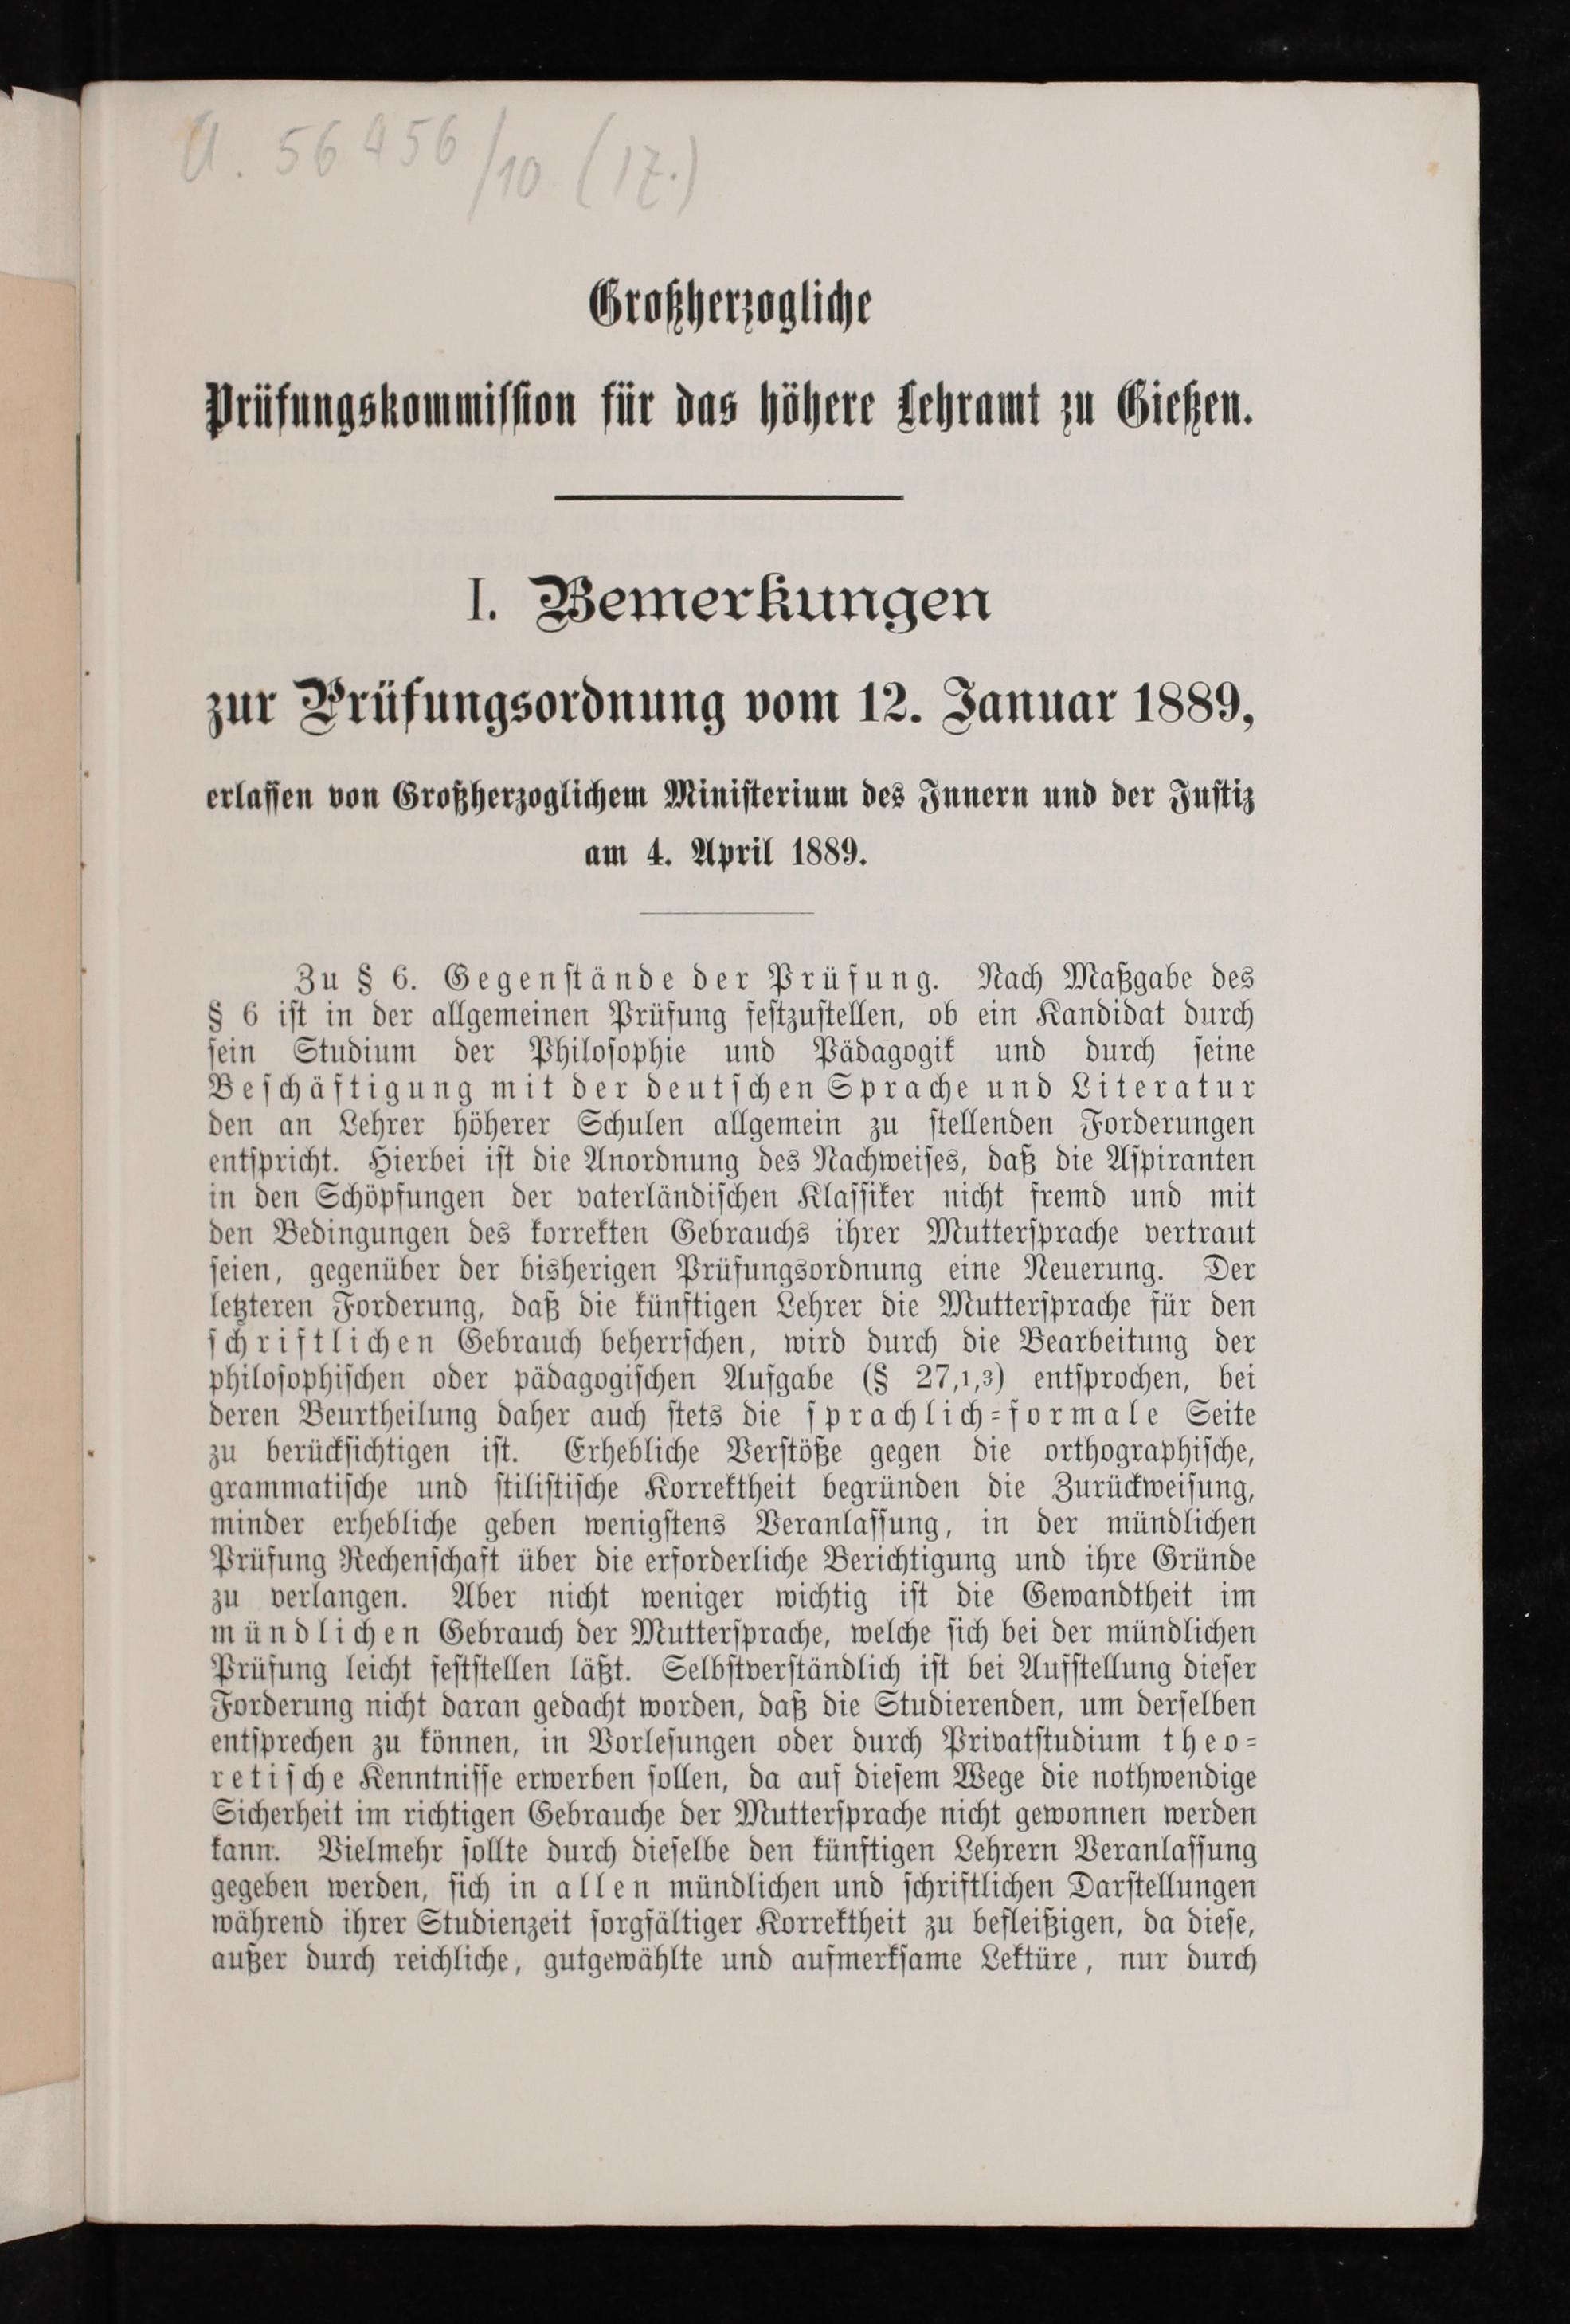 U. 56456/10 (17.)
Großherzogliche
Prüfungskommission für das höhere Lehramt zu Gießen.
I. Bemerkungen
zur Prüfungsordnung vom 12. Januar 1889,
erlassen von Großherzoglichem Ministerium des Innern und der Justiz
am 4. April 1889.
Zu § 6. Gegenstände der Prüfung. Nach Maßgabe des
§ 6 ist in der allgemeinen Prüfung festzustellen, ob ein Kandidat durch
sein Studium der Philosophie und Pädagogik und durch seine
Beschäftigung mit der deutschen Sprache und Literatur
den an Lehrer höherer Schulen allgemein zu stellenden Forderungen
entspricht. Hierbei ist die Anordnung des Nachweises, daß die Aspiranten
in den Schöpfungen der vaterländischen Klassiker nicht fremd und mit
den Bedingungen des korrekten Gebrauchs ihrer Muttersprache vertraut
seien, gegenüber der bisherigen Prüfungsordnung eine Neuerung. Der
letzteren Forderung, daß die künftigen Lehrer die Muttersprache für den
schriftlichen Gebrauch beherrschen, wird durch die Bearbeitung der
philosophischen oder pädagogischen Aufgabe (§ 27,1,3) entsprochen, bei
deren Beurtheilung daher auch stets die sprachlich-formale Seite
zu berücksichtigen ist. Erhebliche Verstöße gegen die orthographische,
grammatische und stilistische Korrektheit begründen die Zurückweisung,
minder erhebliche geben wenigstens Veranlassung, in der mündlichen
Prüfung Rechenschaft über die erforderliche Berichtigung und ihre Gründe
zu verlangen. Aber nicht weniger wichtig ist die Gewandtheit im
mündlichen Gebrauch der Muttersprache, welche sich bei der mündlichen
Prüfung leicht feststellen läßt. Selbstverständlich ist bei Aufstellung dieser
Forderung nicht daran gedacht worden, daß die Studierenden, um derselben
entsprechen zu können, in Vorlesungen oder durch Privatstudium theo-
retische Kenntnisse erwerben sollen, da auf diesem Wege die nothwendige
Sicherheit im richtigen Gebrauche der Muttersprache nicht gewonnen werden
kann. Vielmehr sollte durch dieselbe den künftigen Lehrern Veranlassung
gegeben werden, sich in allen mündlichen und schriftlichen Darstellungen
während ihrer Studienzeit sorgfältiger Korrektheit zu befleißigen, da diese,
außer durch reichliche, gutgewählte und aufmerksame Lektüre, nur durch